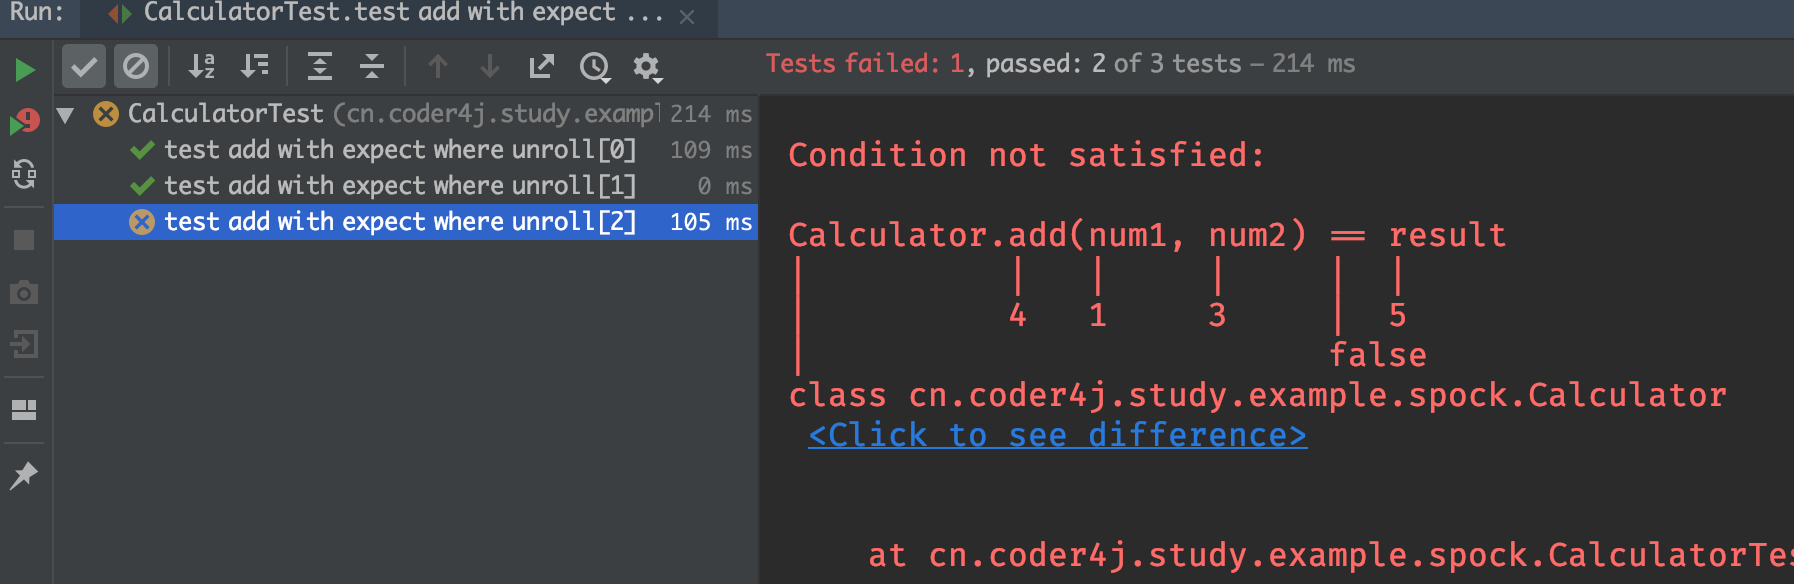 Run: CalculatorTest.test add with expect ... ×
Tests failed: 1, passed: 2 of 3 tests – 214 ms
CalculatorTest (cn.coder4j.study.exampl 214 ms
test add with expect where unroll[0] 109 ms
test add with expect where unroll[1] 0 ms
test add with expect where unroll[2] 105 ms
Condition not satisfied:
Calculator.add(num1, num2) == result
| | | | | |
4 1 3 | 5
false
class cn.coder4j.study.example.spock.Calculator
<Click to see difference>
at cn.coder4j.study.example.spock.CalculatorTes